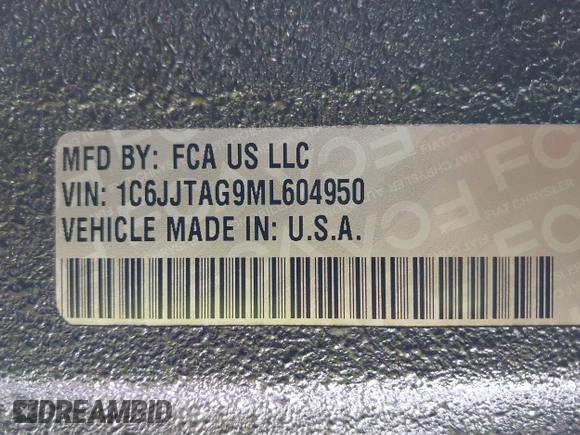 MFD BY: FCA US LLC
VIN: 1C6JJTAG9ML604950
VEHICLE MADE IN: U.S.A.
DREAMBID